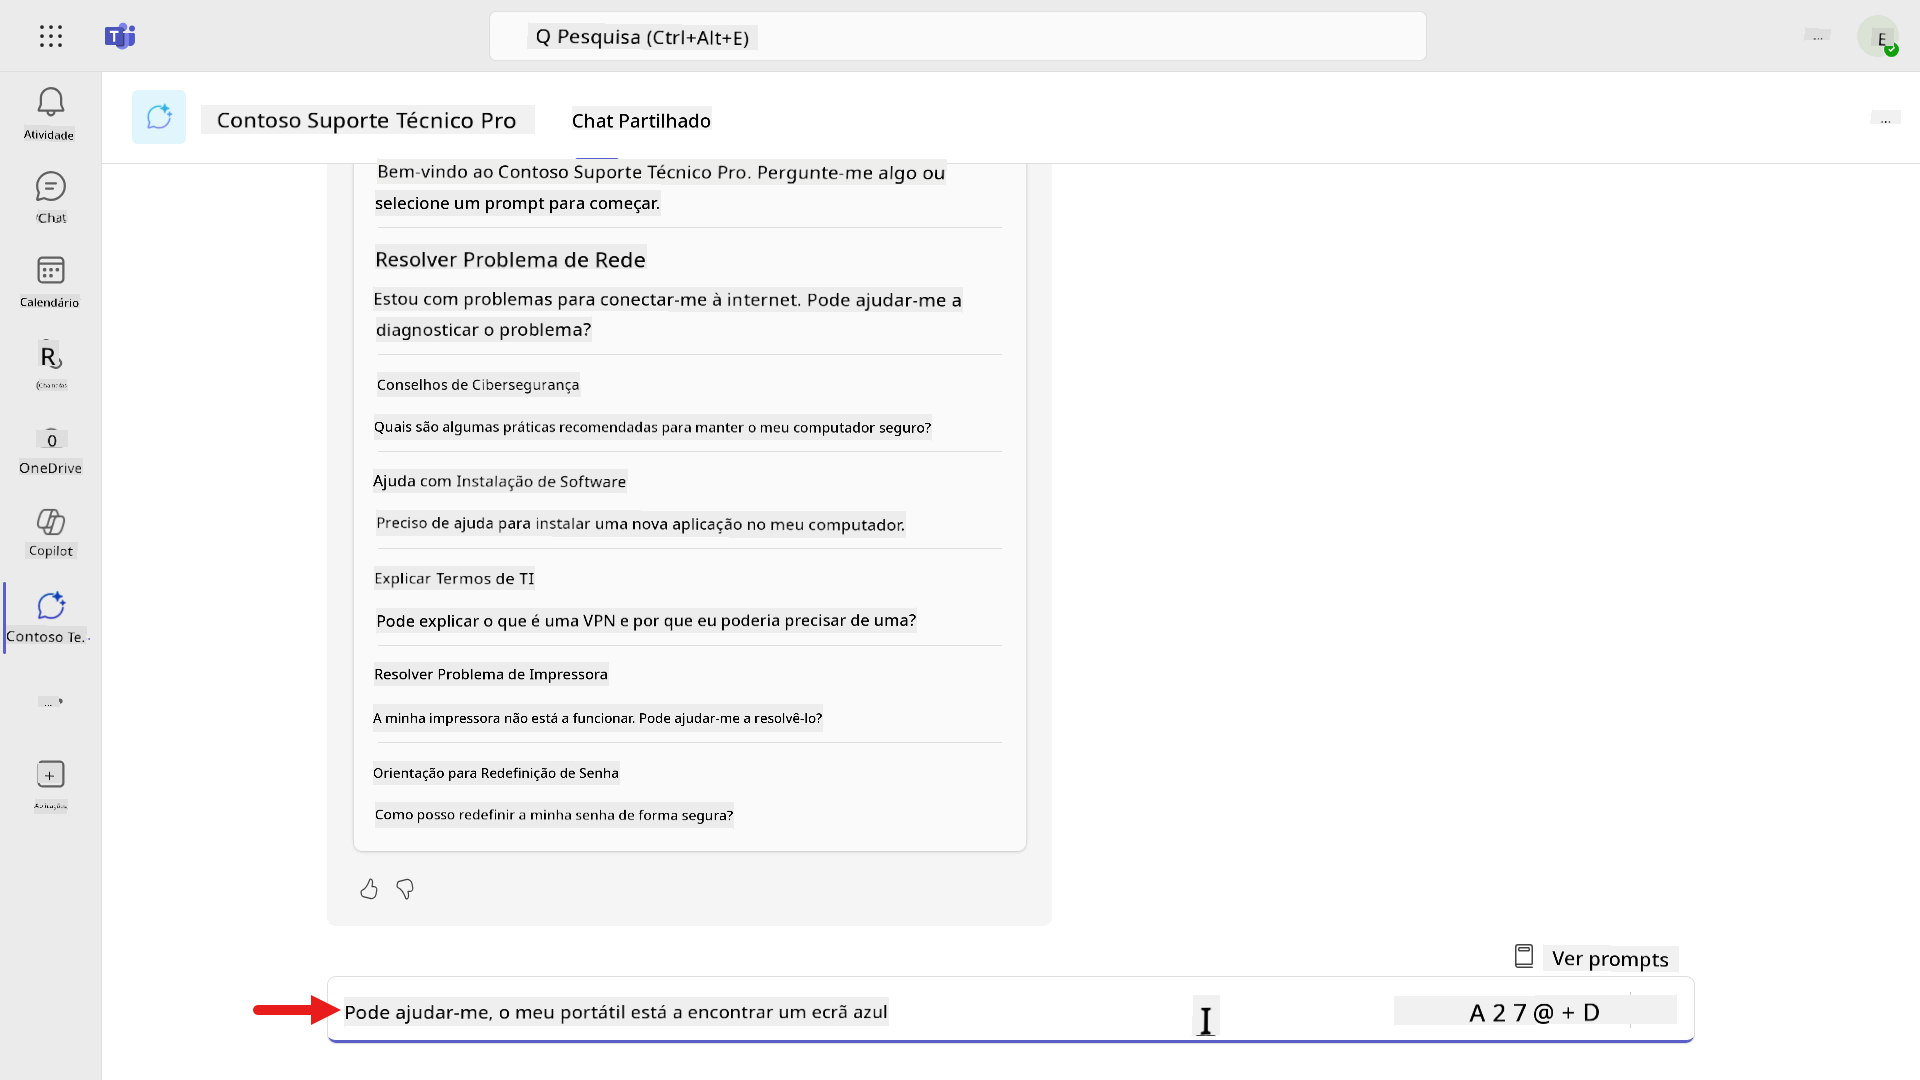 Q Pesquisa (Ctrl+Alt+E)
...
E
Contoso Suporte Técnico Pro
Chat Partilhado
...
Atividade
Chat
Calendário
R
OneDrive
Copilot
Contoso Te...
...
Bem-vindo ao Contoso Suporte Técnico Pro. Pergunte-me algo ou
selecione um prompt para começar.
Resolver Problema de Rede
Estou com problemas para conectar-me à internet. Pode ajudar-me a
diagnosticar o problema?
Conselhos de Cibersegurança
Quais são algumas práticas recomendadas para manter o meu computador seguro?
Ajuda com Instalação de Software
Preciso de ajuda para instalar uma nova aplicação no meu computador.
Explicar Termos de TI
Pode explicar o que é uma VPN e por que eu poderia precisar de uma?
Resolver Problema de Impressora
A minha impressora não está a funcionar. Pode ajudar-me a resolvê-lo?
Orientação para Redefinição de Senha
Como posso redefinir a minha senha de forma segura?
Ver prompts
Pode ajudar-me, o meu portátil está a encontrar um ecrã azul
A 2 7 @ + D